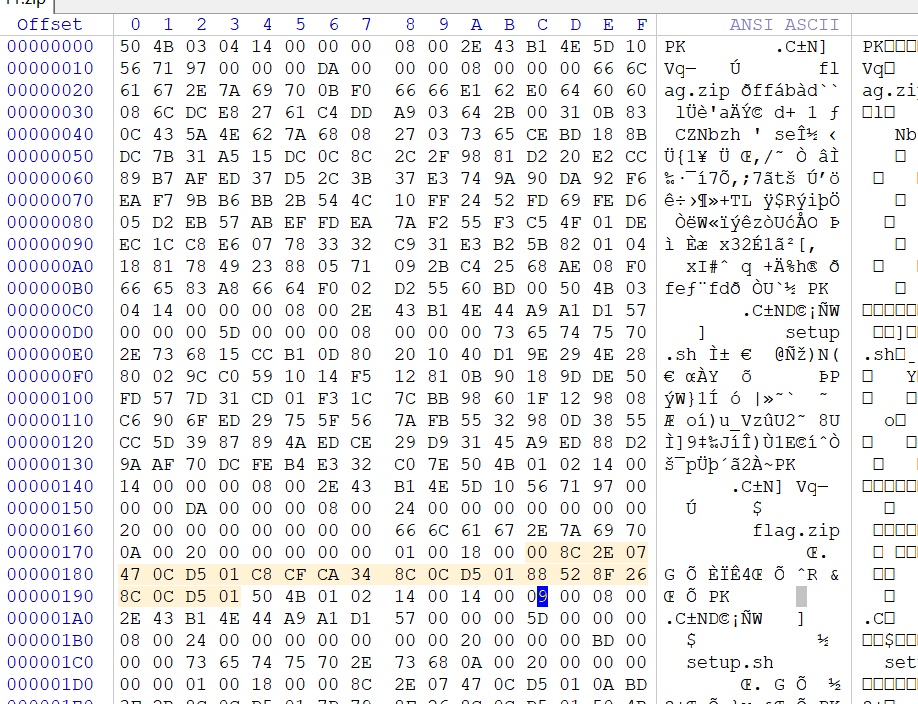 Offset 0 1 2 3 4 5 6 7 8 9 A B C D E F ANSI ASCII
00000000 50 4B 03 04 14 00 00 00 08 00 2E 43 B1 4E 5D 10 PK .C±N]
00000010 56 71 97 00 00 00 DA 00 00 00 08 00 00 00 66 6C Vq— Ú fl
00000020 61 67 2E 7A 69 70 0B F0 66 66 E1 62 E0 64 60 60 ag.zip ðffábàd``
00000030 08 6C DC E8 27 61 C4 DD A9 03 64 2B 00 31 0B 83 lÜè'aÄÝ© d+ 1 ƒ
00000040 0C 43 5A 4E 62 7A 68 08 27 03 73 65 CE BD 18 8B CZNbzh ' seÎ½ ‹
00000050 DC 7B 31 A5 15 DC 0C 8C 2C 2F 98 81 D2 20 E2 CC Ü{1¥ Ü Œ,/˜ Ò âÌ
00000060 89 B7 AF ED 37 D5 2C 3B 37 E3 74 9A 90 DA 92 F6 ‰·¯í7Õ,;7ãtš Ú’ö
00000070 EA F7 9B B6 BB 2B 54 4C 10 FF 24 52 FD 69 FE D6 ê÷›¶»+TL ÿ$RýiþÖ
00000080 05 D2 EB 57 AB EF FD EA 7A F2 55 F3 C5 4F 01 DE ÒëW«ïýêzòUóÅO Þ
00000090 EC 1C C8 E6 07 78 33 32 C9 31 E3 B2 5B 82 01 04 ì Èæ x32É1ã²[‚
000000A0 18 81 78 49 23 88 05 71 09 2B C4 25 68 AE 08 F0 xI#ˆ q +Ä%h® ð
000000B0 66 65 83 A8 66 64 F0 02 D2 55 60 BD 00 50 4B 03 feƒ¨fdð ÒU`½ PK
000000C0 04 14 00 00 00 08 00 2E 43 B1 4E 44 A9 A1 D1 57 .C±ND©¡ÑW
000000D0 00 00 00 5D 00 00 00 08 00 00 00 73 65 74 75 70 ] setup
000000E0 2E 73 68 15 CC B1 0D 80 20 10 40 D1 9E 29 4E 28 .sh Ì± € @Ñž)N(
000000F0 80 02 9C C0 59 10 14 F5 12 81 0B 90 18 9D DE 50 € œÀY õ ÞP
00000100 FD 57 7D 31 CD 01 F3 1C 7C BB 98 60 1F 12 98 08 ýW}1Í ó |»˜` ˜
00000110 C6 90 6F ED 29 75 5F 56 7A FB 55 32 98 0D 38 55 Æ oí)u_VzûU2˜ 8U
00000120 CC 5D 39 87 89 4A ED CE 29 D9 31 45 A9 ED 88 D2 Ì]9‡‰JíÎ)Ù1E©íˆÒ
00000130 9A AF 70 DC FE B4 E3 32 C0 7E 50 4B 01 02 14 00 š¯pÜþ´ã2À~PK
00000140 14 00 00 00 08 00 2E 43 B1 4E 5D 10 56 71 97 00 .C±N] Vq—
00000150 00 00 DA 00 00 00 08 00 24 00 00 00 00 00 00 00 Ú $
00000160 20 00 00 00 00 00 00 00 66 6C 61 67 2E 7A 69 70 flag.zip
00000170 0A 00 20 00 00 00 00 00 01 00 18 00 00 8C 2E 07 Œ.
00000180 47 0C D5 01 C8 CF CA 34 8C 0C D5 01 88 52 8F 26 G Õ ÈÏÊ4Œ Õ ˆR &
00000190 8C 0C D5 01 50 4B 01 02 14 00 14 00 09 00 08 00 Œ Õ PK
000001A0 2E 43 B1 4E 44 A9 A1 D1 57 00 00 00 5D 00 00 00 .C±ND©¡ÑW ]
000001B0 08 00 24 00 00 00 00 00 00 00 20 00 00 00 BD 00 $ ½
000001C0 00 00 73 65 74 75 70 2E 73 68 0A 00 20 00 00 00 setup.sh
000001D0 00 00 01 00 18 00 00 8C 2E 07 47 0C D5 01 0A BD Œ. G Õ ½